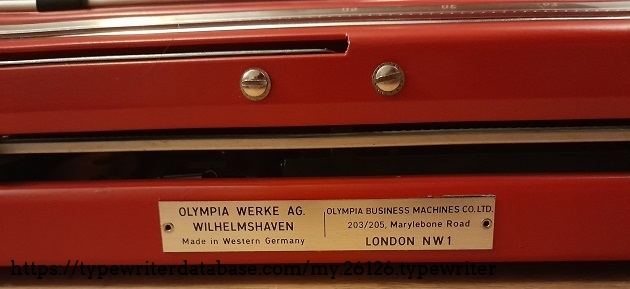 OLYMPIA WERKE AG.
WILHELMSHAVEN
Made in Western Germany
OLYMPIA BUSINESS MACHINES CO. LTD.
203/205, Marylebone Road
LONDON NW1
https://typewriterdatabase.com/my.26126.typewriter